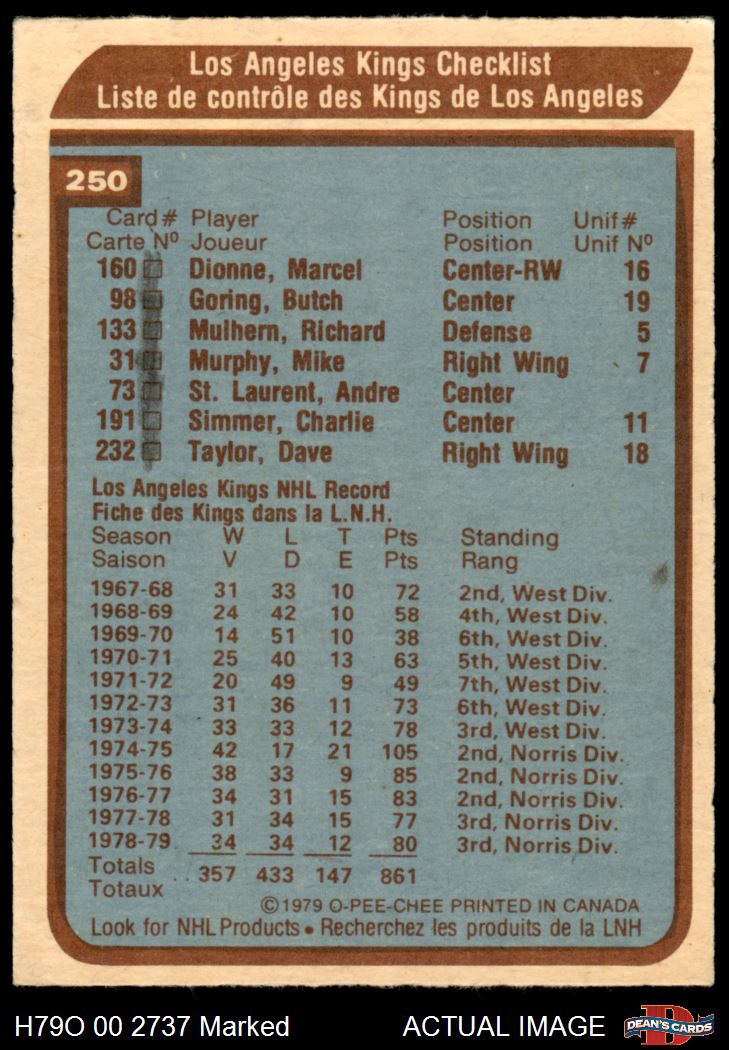 Los Angeles Kings Checklist
Liste de contrôle des Kings de Los Angeles
250
Card # Player Position Unif #
Carte Nº Joueur Position Unif Nº
160 Dionne, Marcel Center-RW 16
98 Goring, Butch Center 19
133 Mulhern, Richard Defense 5
31 Murphy, Mike Right Wing 7
73 St. Laurent, Andre Center
191 Simmer, Charlie Center 11
232 Taylor, Dave Right Wing 18
Los Angeles Kings NHL Record
Fiche des Kings dans la L.N.H.
Season W L T Pts Standing
Saison V D E Pts Rang
1967-68 31 33 10 72 2nd, West Div.
1968-69 24 42 10 58 4th, West Div.
1969-70 14 51 10 38 6th, West Div.
1970-71 25 40 13 63 5th, West Div.
1971-72 20 49 9 49 7th, West Div.
1972-73 31 36 11 73 6th, West Div.
1973-74 33 33 12 78 3rd, West Div.
1974-75 42 17 21 105 2nd, Norris Div.
1975-76 38 33 9 85 2nd, Norris Div.
1976-77 34 31 15 83 2nd, Norris Div.
1977-78 31 34 15 77 3rd, Norris Div.
1978-79 34 34 12 80 3rd, Norris Div.
Totals
Totaux .. 357 433 147 861
©1979 O-PEE-CHEE PRINTED IN CANADA
Look for NHL Products • Recherchez les produits de la LNH
H79O 00 2737 Marked ACTUAL IMAGE
D
DEAN'S CARDS